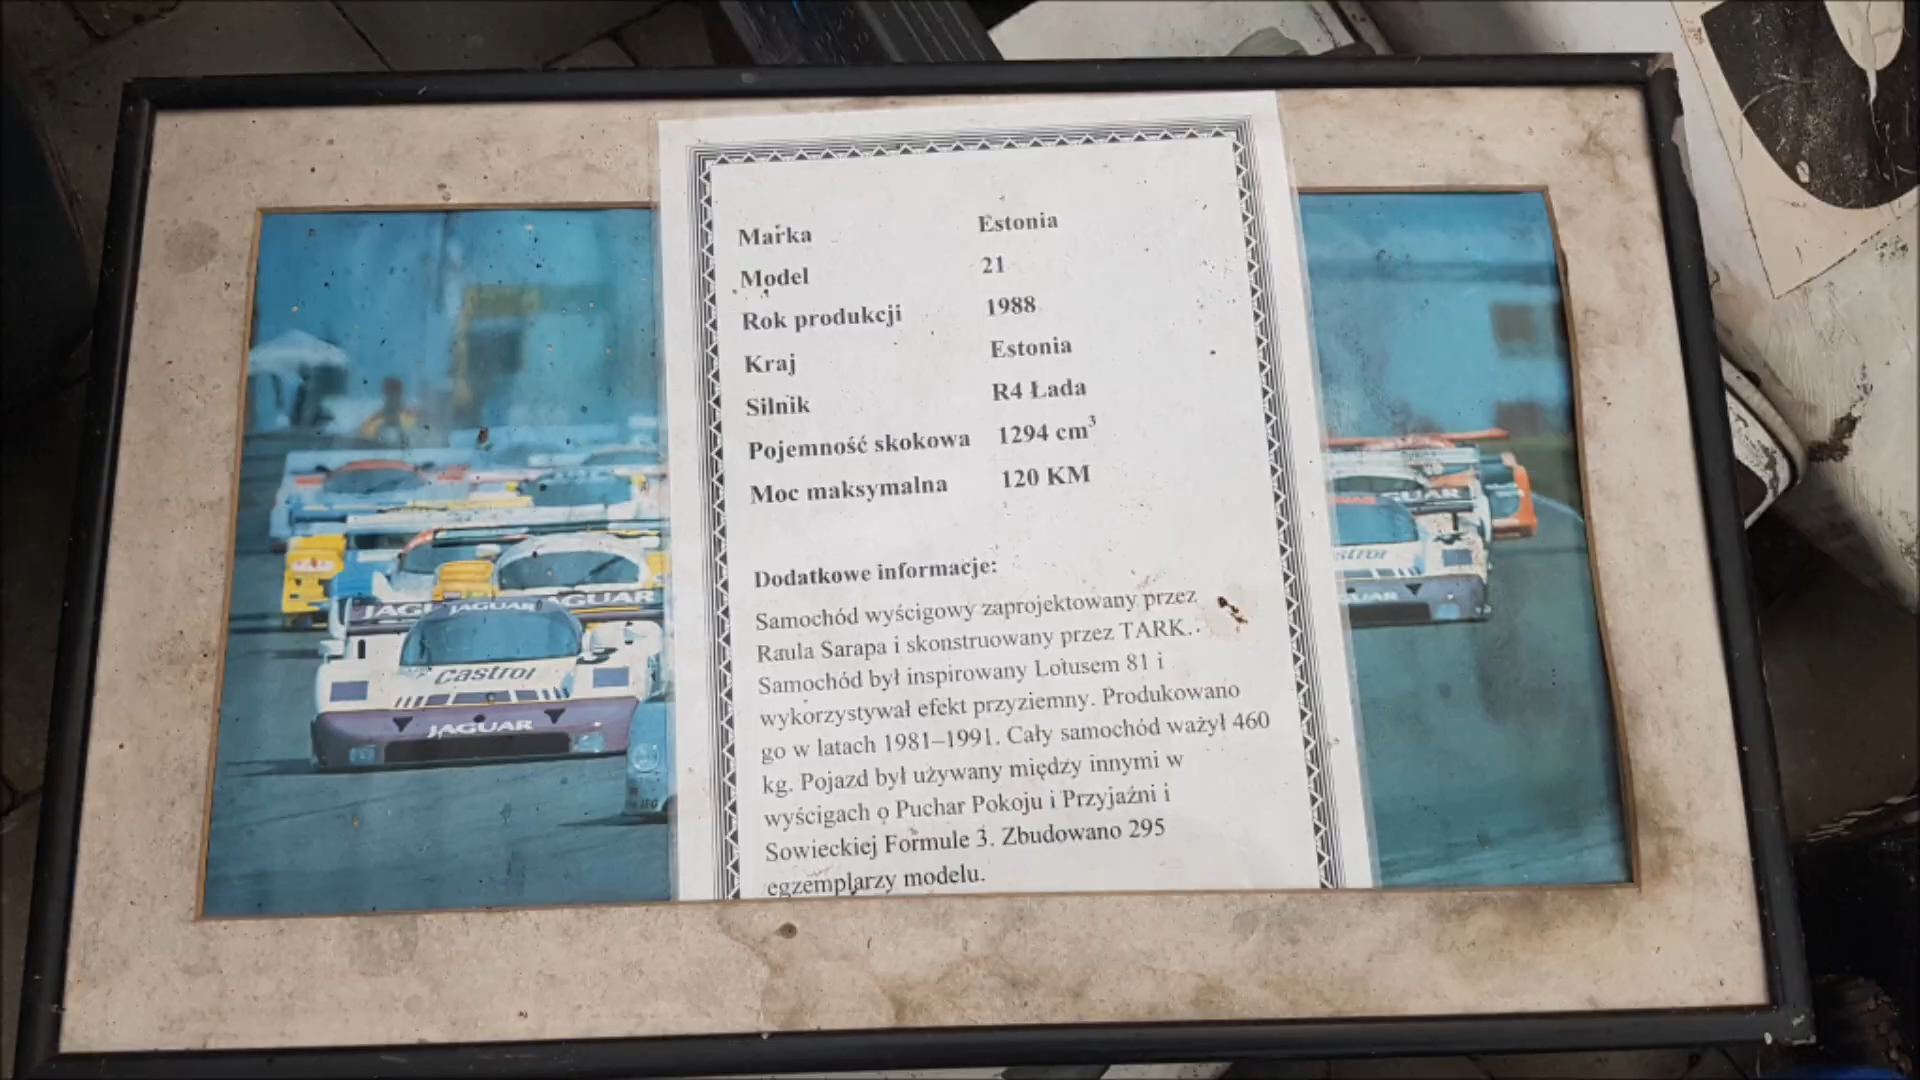 Marka Estonia
Model 21
Rok produkcji 1988
Kraj Estonia
Silnik R4 Łada
Pojemność skokowa 1294 cm³
Moc maksymalna 120 KM
Dodatkowe informacje:
Samochód wyścigowy zaprojektowany przez
Raula Sarapa i skonstruowany przez TARK.
Samochód był inspirowany Lotusem 81 i
wykorzystywał efekt przyziemny. Produkowano
go w latach 1981–1991. Cały samochód ważył 460
kg. Pojazd był używany między innymi w
wyścigach o Puchar Pokoju i Przyjaźni i
Sowieckiej Formule 3. Zbudowano 295
egzemplarzy modelu.
JAGUAR
JAGUAR
Castrol
JAGUAR